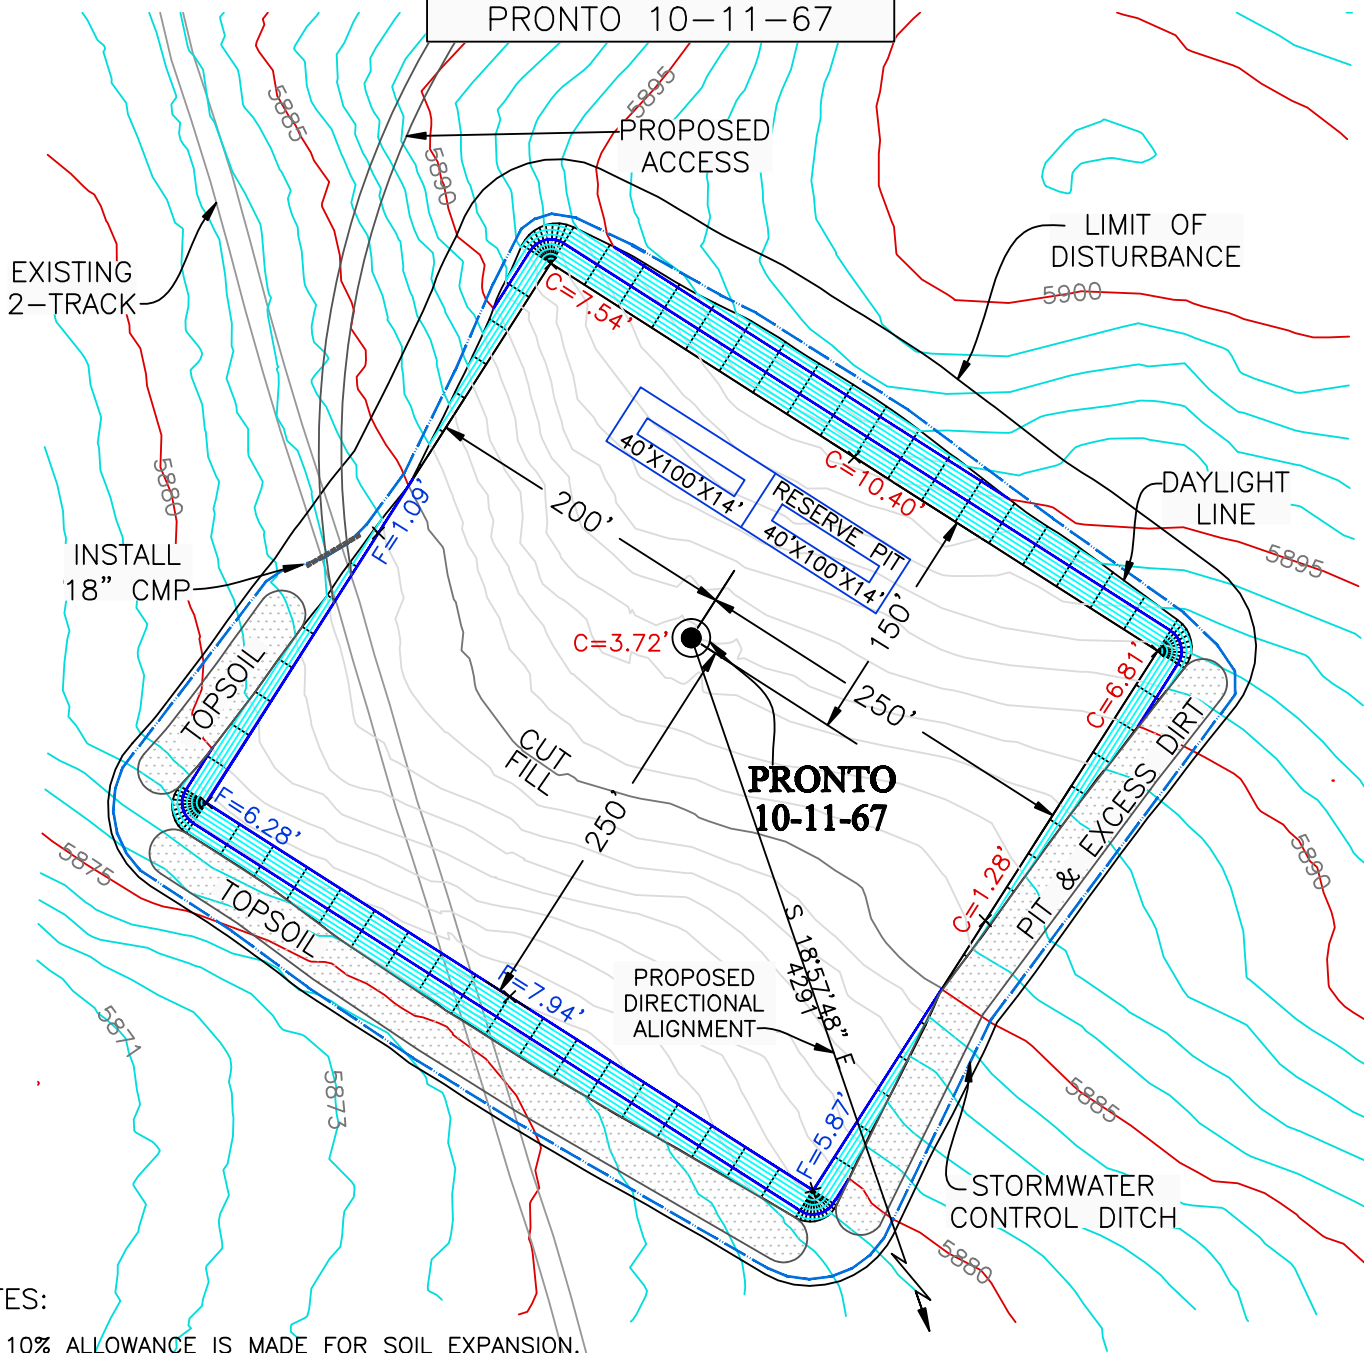 PRONTO 10-11-67
5895
5885
PROPOSED
ACCESS
5890
LIMIT OF
DISTURBANCE
EXISTING
2-TRACK
5900
C=7.54'
40'X100'X14'
RESERVE PIT
40'X100'X14'
C=10.40'
DAYLIGHT
LINE
5880
200'
F=1.09'
INSTALL
18" CMP
5895
150'
C=3.72'
TOPSOIL
C=6.81'
250'
CUT
FILL
PRONTO
10-11-67
PIT & EXCESS DIRT
F=6.28'
250'
5875
5890
C=1.28'
TOPSOIL
S 18°57'48" E
4291'
F=7.94'
PROPOSED
DIRECTIONAL
ALIGNMENT
5871
5873
5885
F=5.87'
STORMWATER
CONTROL DITCH
5880
TES:
10% ALLOWANCE IS MADE FOR SOIL EXPANSION.